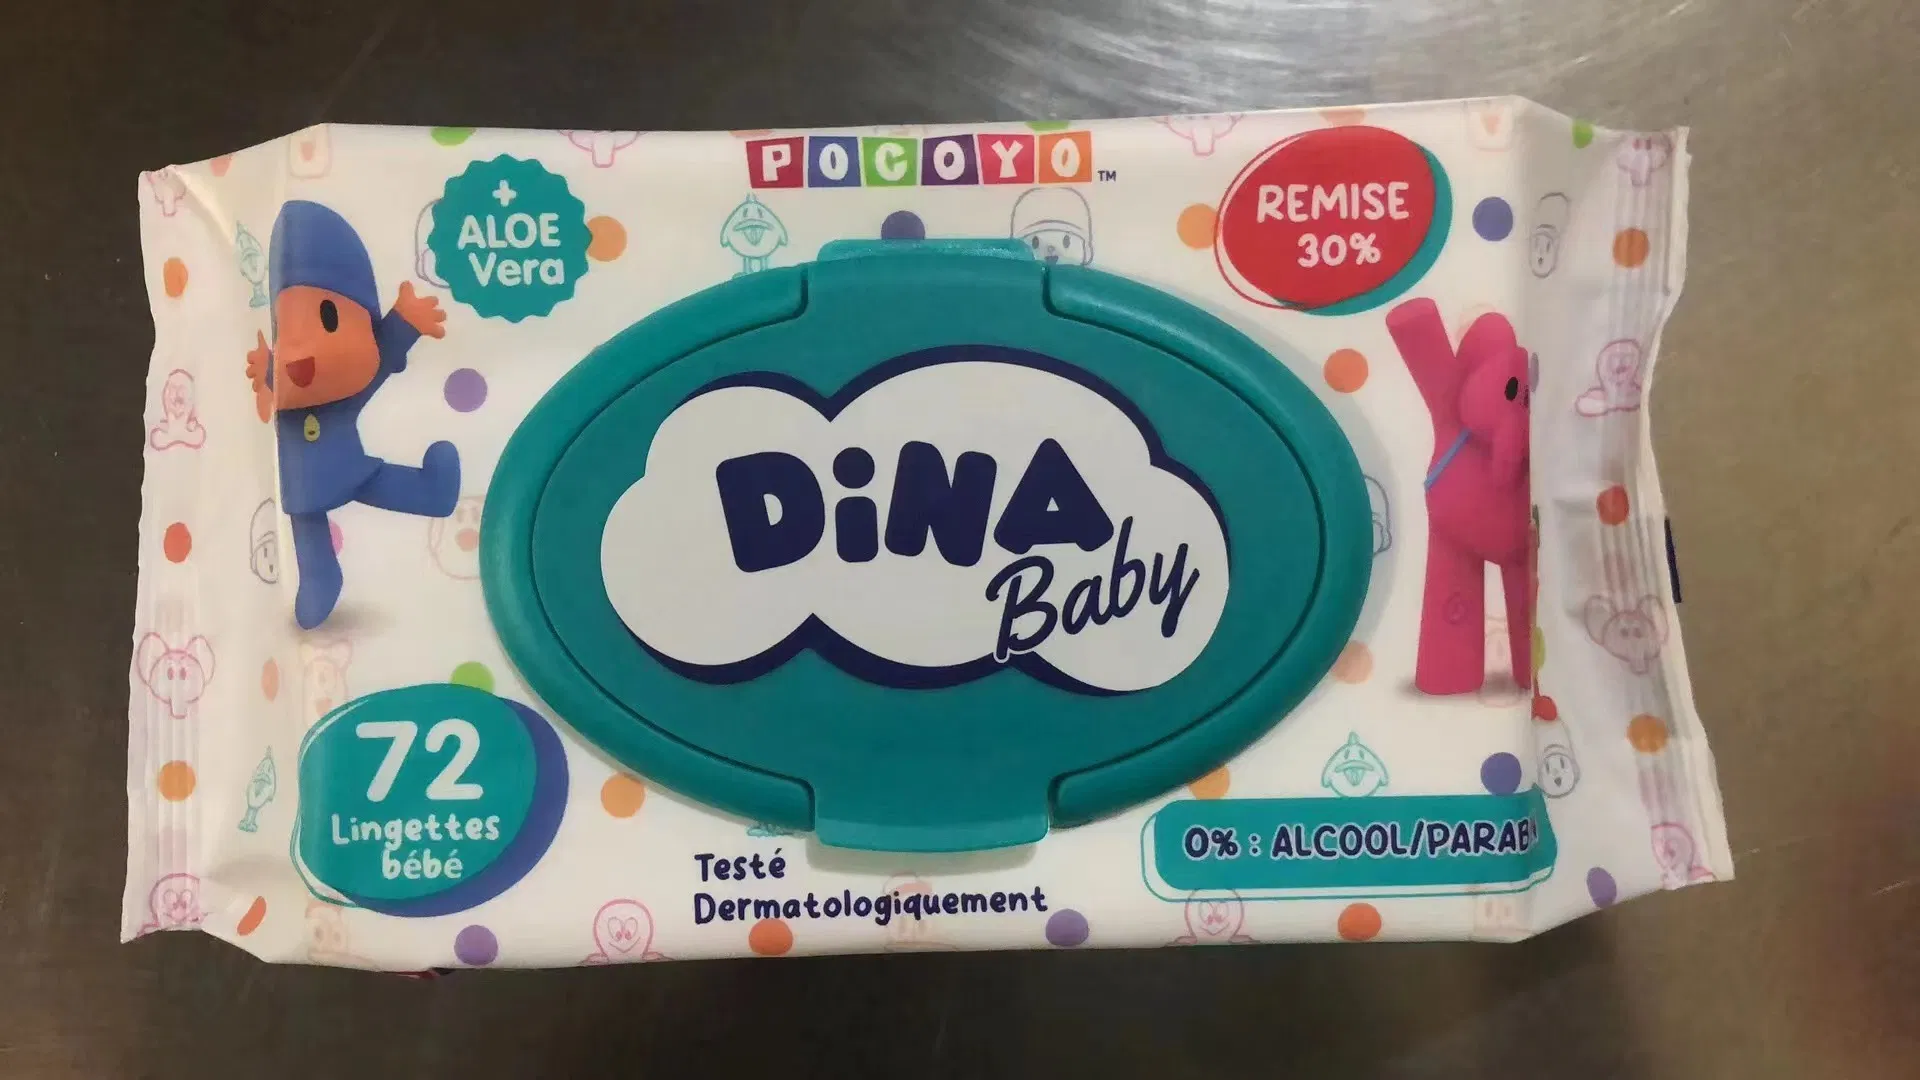 POCOYO™
+
ALOE
Vera
REMISE
30%
DiNA
Baby
72
Lingettes
bébé
Testé
Dermatologiquement
0% : ALCOOL/PARAB